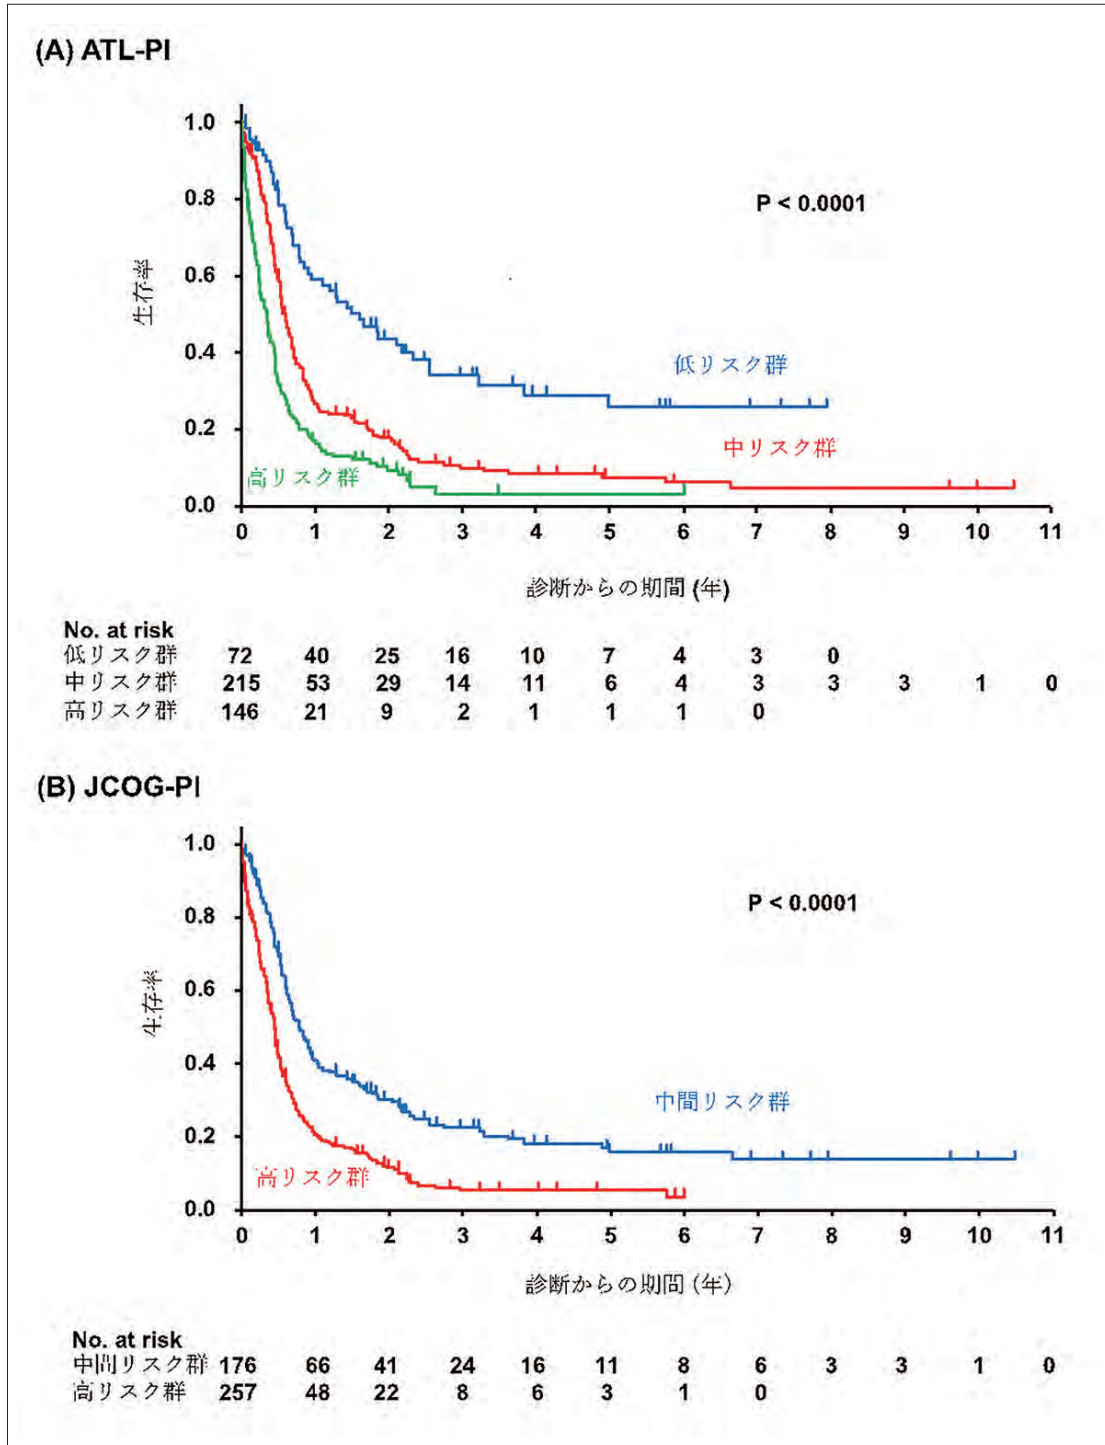 (A) ATL-PI
1.0
0.8
0.6
0.4
0.2
0.0
生存率
P < 0.0001
低リスク群
中リスク群
高リスク群
0 1 2 3 4 5 6 7 8 9 10 11
診断からの期間 (年)
No. at risk
低リスク群 72 40 25 16 10 7 4 3 0
中リスク群 215 53 29 14 11 6 4 3 3 3 1 0
高リスク群 146 21 9 2 1 1 1 0
(B) JCOG-PI
1.0
0.8
0.6
0.4
0.2
0.0
生存率
P < 0.0001
中間リスク群
高リスク群
0 1 2 3 4 5 6 7 8 9 10 11
診断からの期間 (年)
No. at risk
中間リスク群 176 66 41 24 16 11 8 6 3 3 1 0
高リスク群 257 48 22 8 6 3 1 0